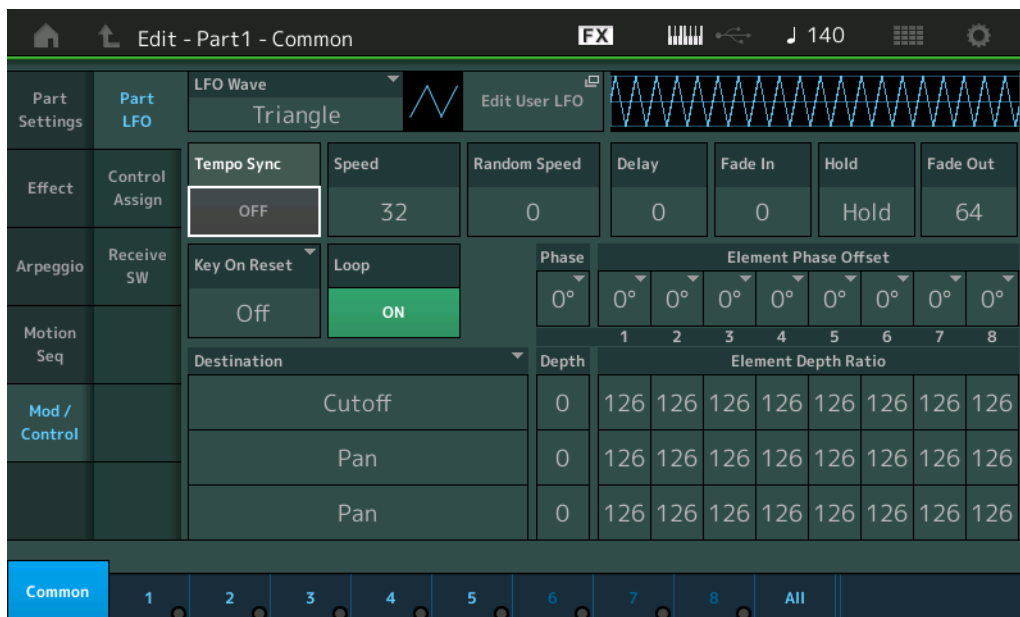 Edit - Part1 - Common FX ♩ 140
Part Settings
Effect
Arpeggio
Motion Seq
Mod / Control
Part LFO
Control Assign
Receive SW
LFO Wave
Triangle
Edit User LFO
Tempo Sync Speed Random Speed Delay Fade In Hold Fade Out
OFF 32 0 0 0 Hold 64
Key On Reset Loop Phase Element Phase Offset
Off ON 0° 0° 0° 0° 0° 0° 0° 0° 0°
1 2 3 4 5 6 7 8
Destination Depth Element Depth Ratio
Cutoff 0 126 126 126 126 126 126 126 126
Pan 0 126 126 126 126 126 126 126 126
Pan 0 126 126 126 126 126 126 126 126
Common 1 2 3 4 5 6 7 8 All